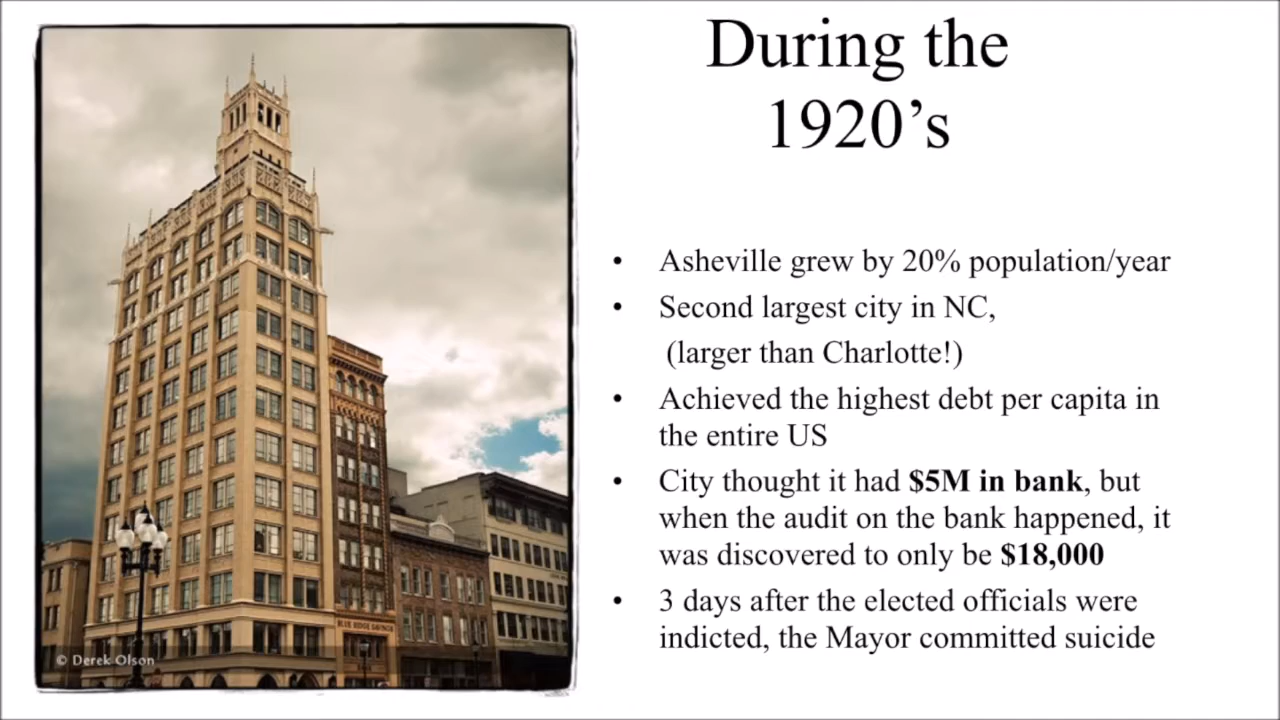 During the
1920’s
• Asheville grew by 20% population/year
• Second largest city in NC,
(larger than Charlotte!)
• Achieved the highest debt per capita in
the entire US
• City thought it had $5M in bank, but
when the audit on the bank happened, it
was discovered to only be $18,000
• 3 days after the elected officials were
indicted, the Mayor committed suicide
BLUE RIDGE SAVINGS
© Derek Olson